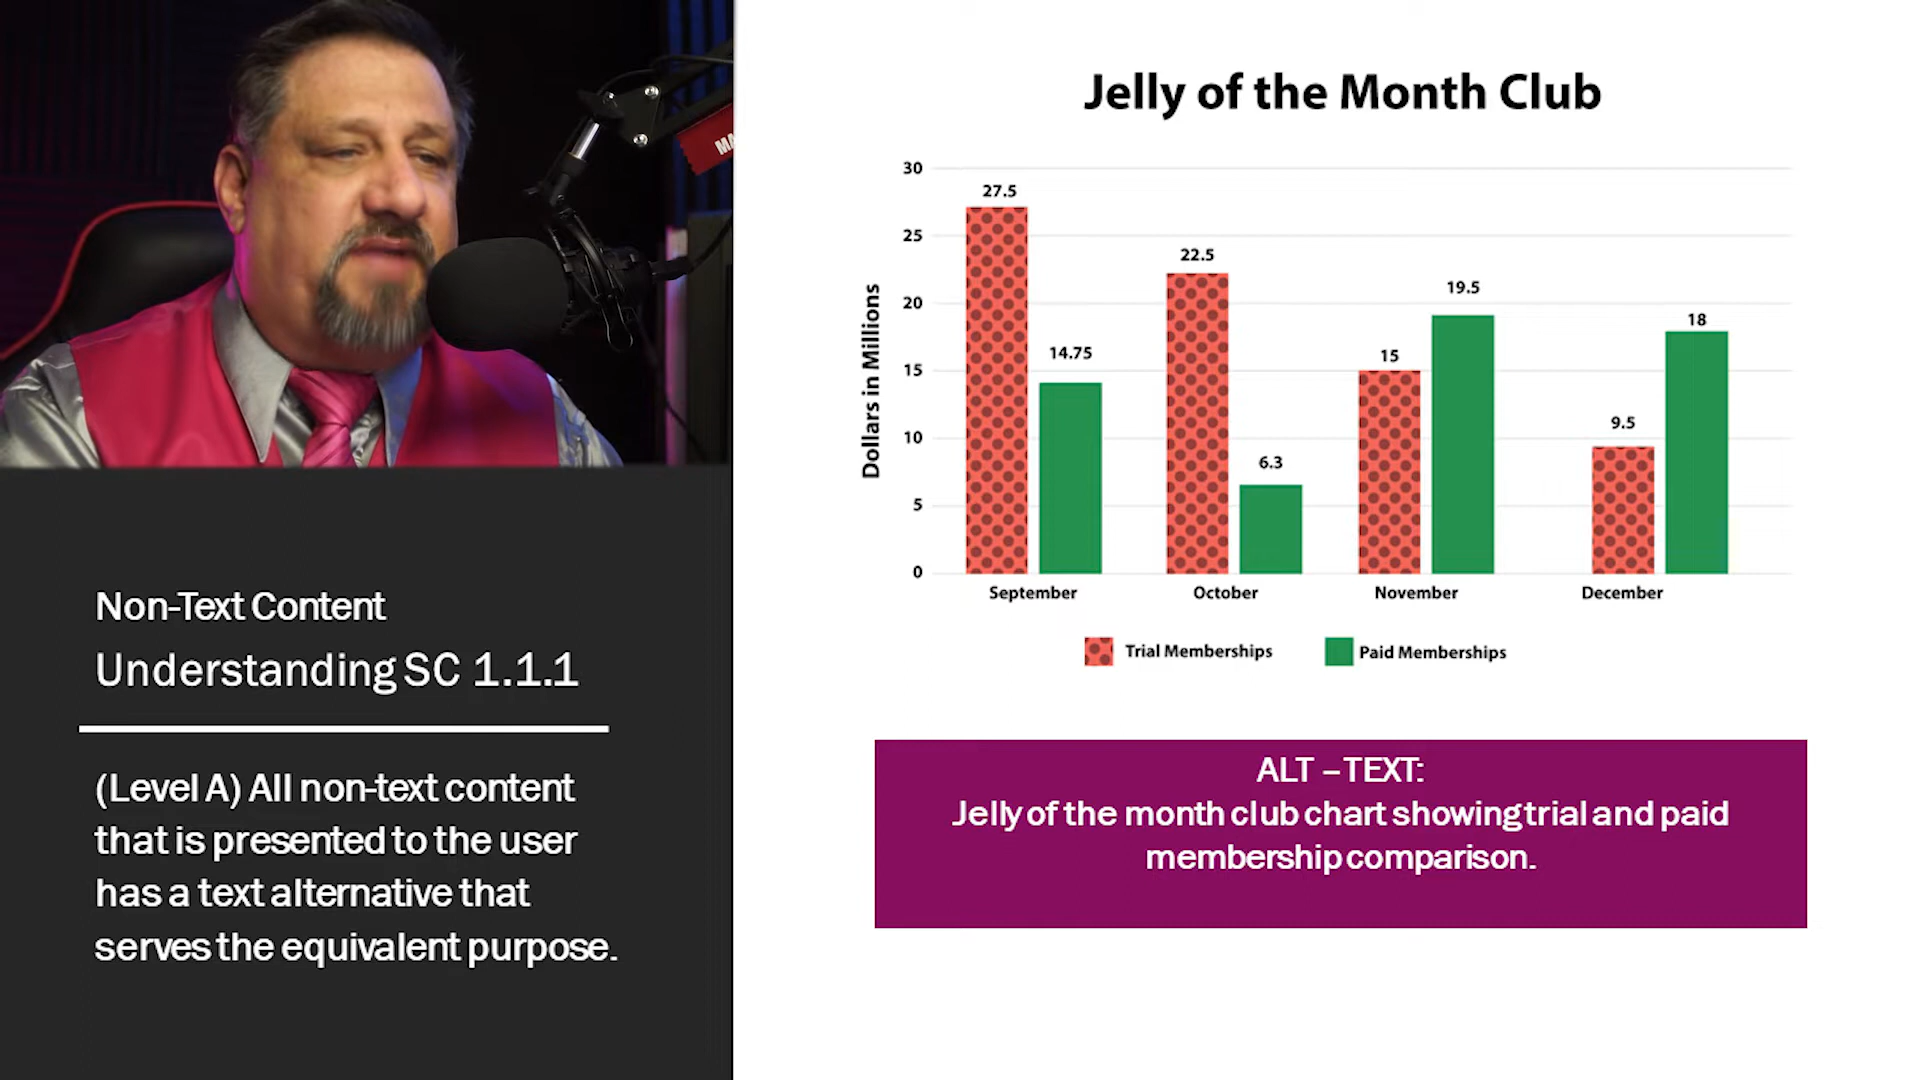 MA
Non-Text Content
Understanding SC 1.1.1
(Level A) All non-text content
that is presented to the user
has a text alternative that
serves the equivalent purpose.
Jelly of the Month Club
Dollars in Millions
30
25
20
15
10
5
0
27.5
14.75
22.5
6.3
15
19.5
9.5
18
September
October
November
December
Trial Memberships
Paid Memberships
ALT – TEXT:
Jelly of the month club chart showing trial and paid
membership comparison.